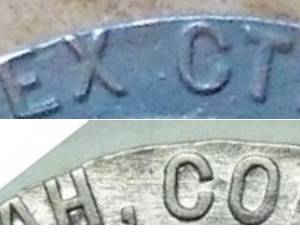 EX CT
AH, CO